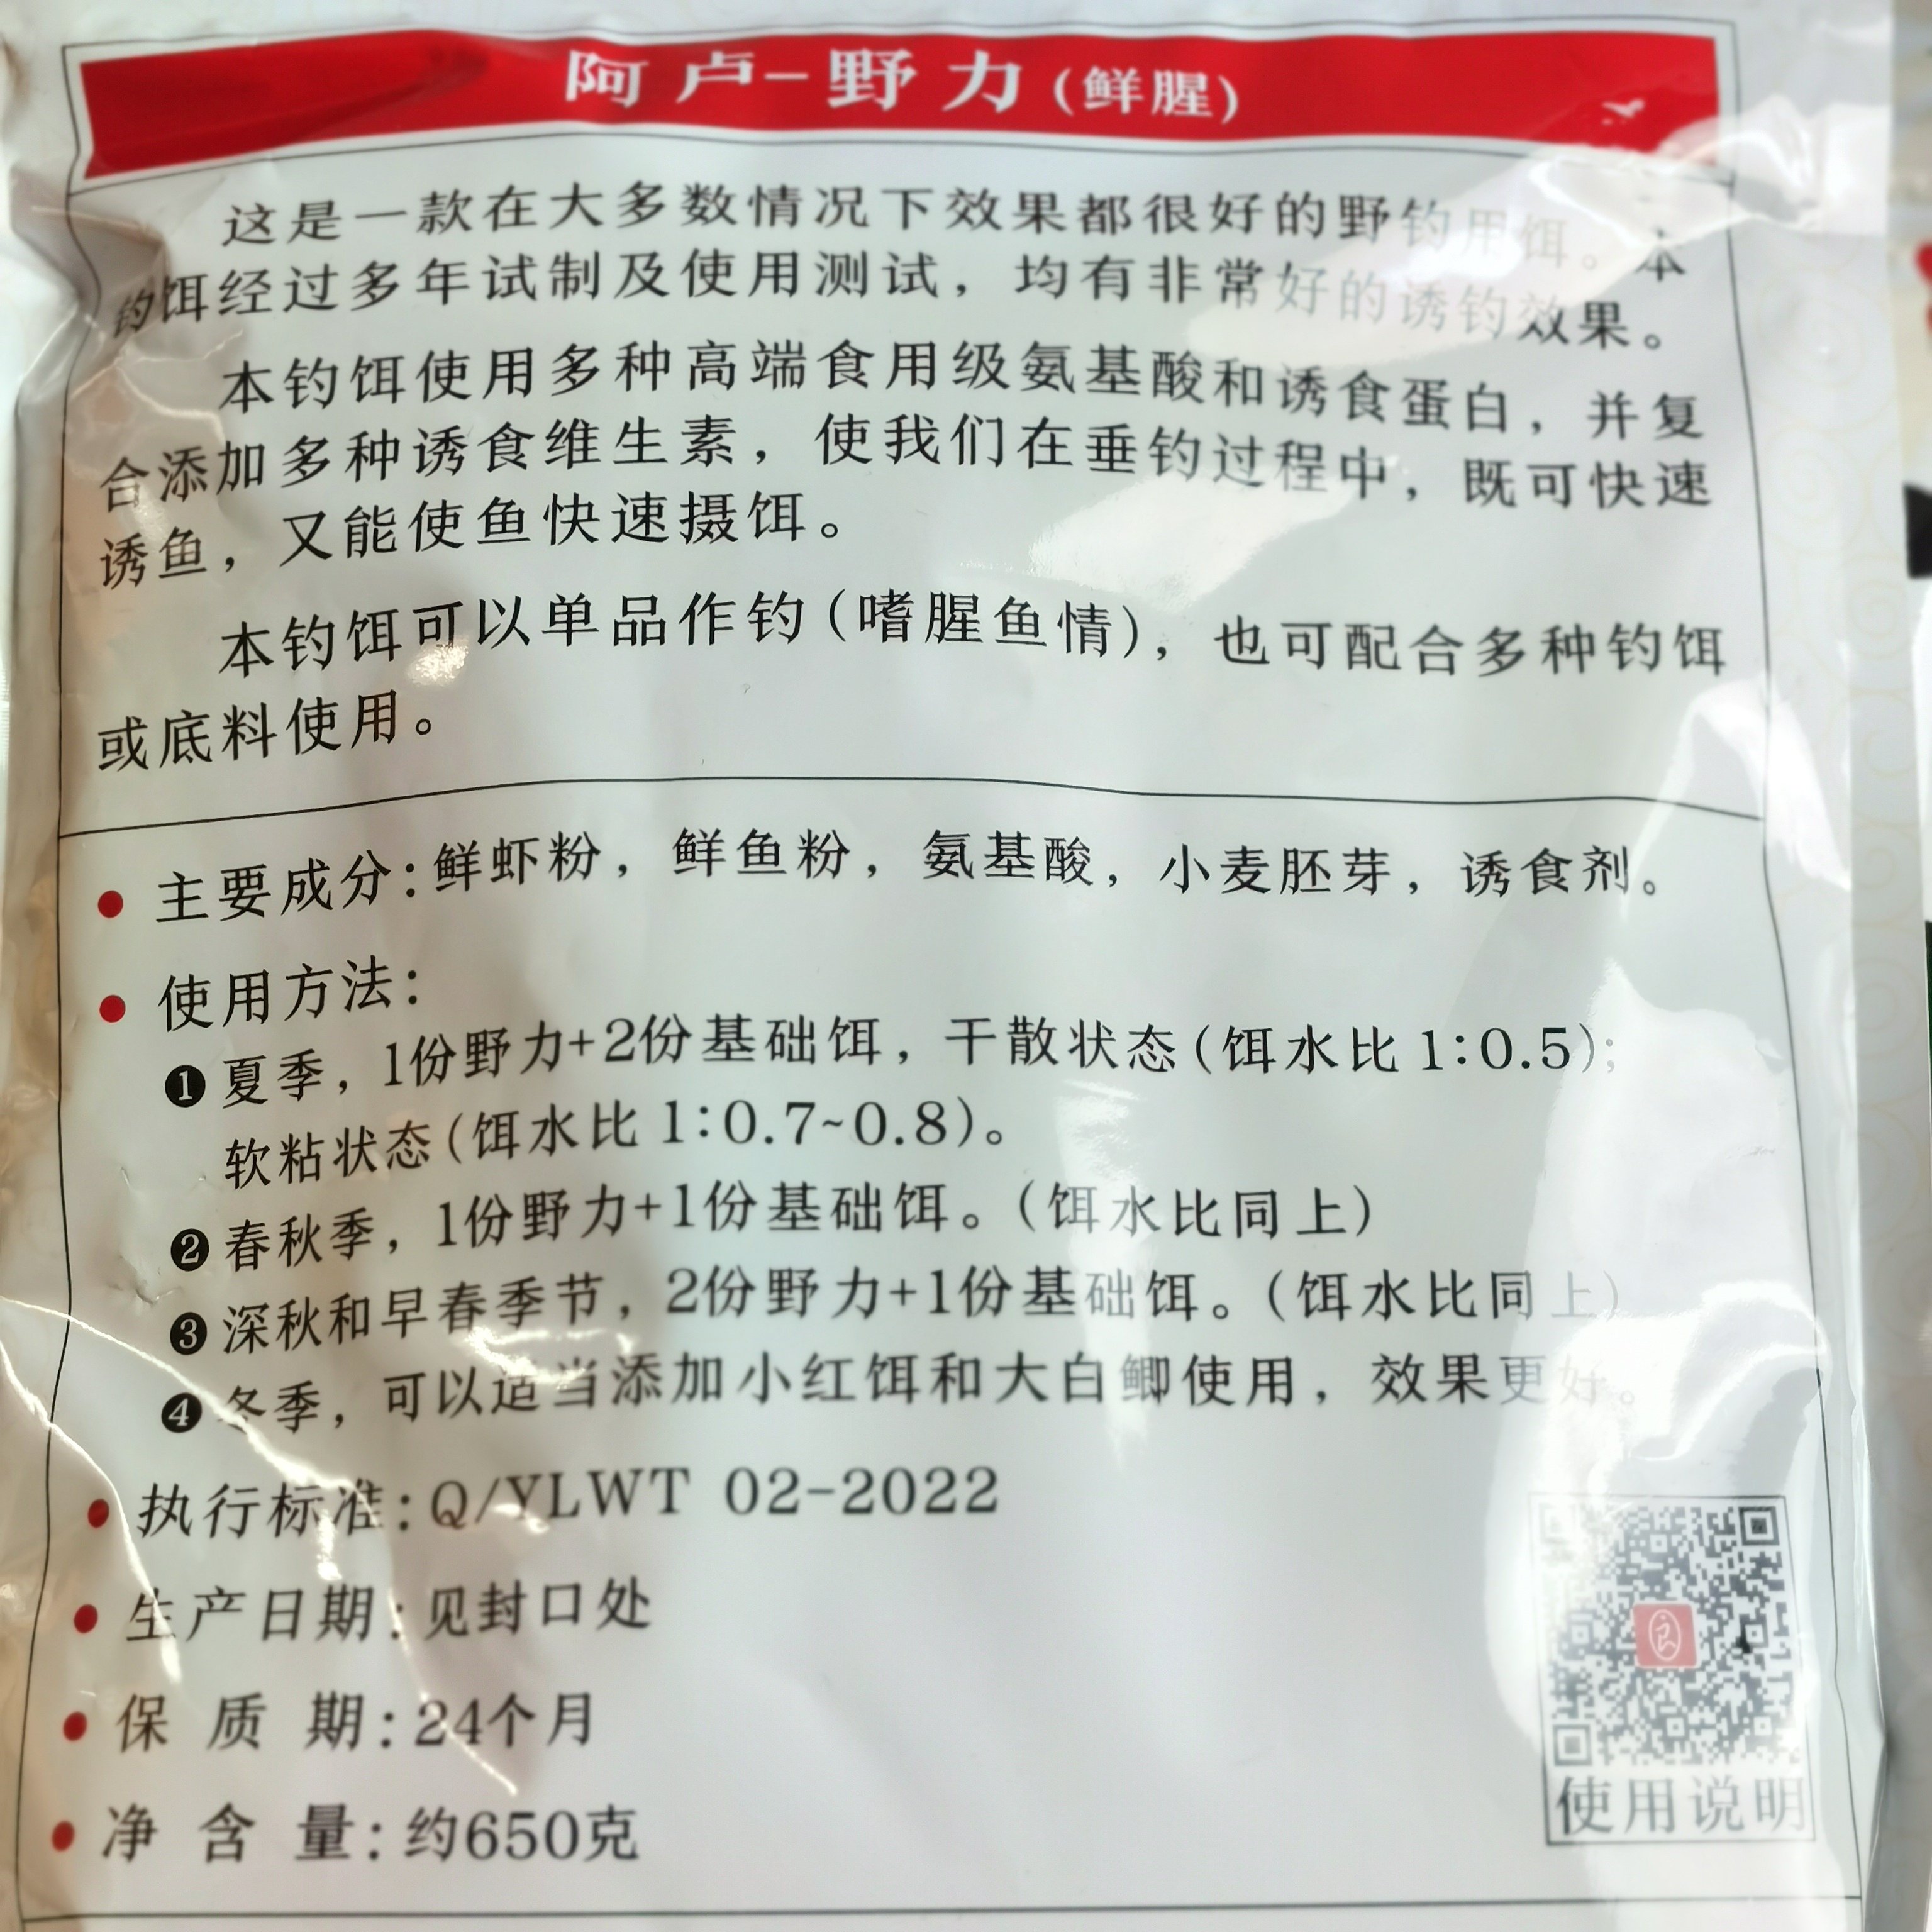 阿卢-野力(鲜腥)
这是一款在大多数情况下效果都很好的野钓用饵。本
钓饵经过多年试制及使用测试，均有非常好的诱钓效果。
本钓饵使用多种高端食用级氨基酸和诱食蛋白，并复
合添加多种诱食维生素，使我们在垂钓过程中，既可快速
诱鱼，又能使鱼快速摄饵。
本钓饵可以单品作钓(嗜腥鱼情)，也可配合多种钓饵
或底料使用。
● 主要成分:鲜虾粉，鲜鱼粉，氨基酸，小麦胚芽，诱食剂。
● 使用方法:
❶夏季，1份野力+2份基础饵，干散状态(饵水比1:0.5);
软粘状态(饵水比1:0.7~0.8)。
❷春秋季，1份野力+1份基础饵。(饵水比同上)
❸深秋和早春季节，2份野力+1份基础饵。(饵水比同上)
❹冬季，可以适当添加小红饵和大白鲫使用，效果更好。
● 执行标准:Q/YLWT 02-2022
● 生产日期:见封口处
● 保质期:24个月
● 净含量:约650克
使用说明